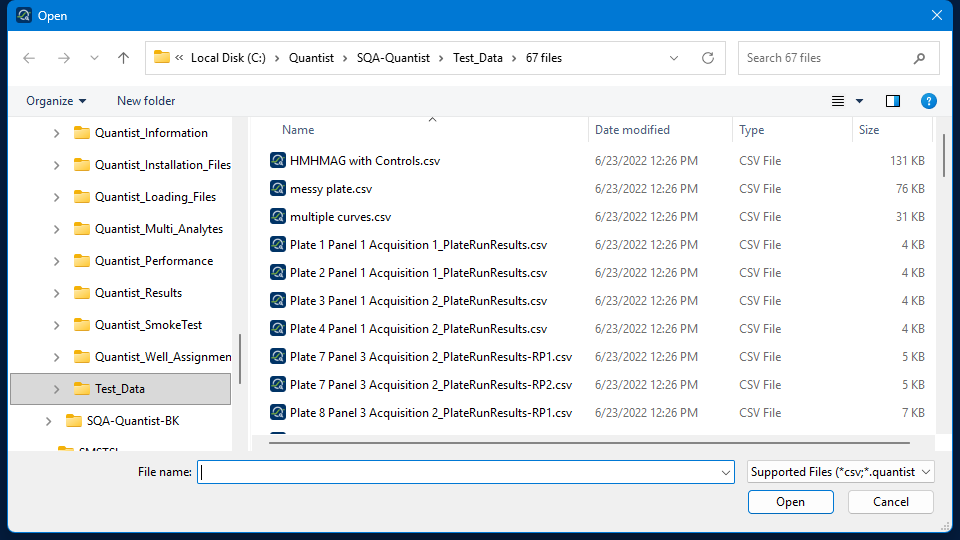 Open
« Local Disk (C:) > Quantist > SQA-Quantist > Test_Data > 67 files
Search 67 files
Organize
New folder
Quantist_Information
Quantist_Installation_Files
Quantist_Loading_Files
Quantist_Multi_Analytes
Quantist_Performance
Quantist_Results
Quantist_SmokeTest
Quantist_Well_Assignmen
Test_Data
SQA-Quantist-BK
Name Date modified Type Size
HMHMAG with Controls.csv 6/23/2022 12:26 PM CSV File 131 KB
messy plate.csv 6/23/2022 12:26 PM CSV File 76 KB
multiple curves.csv 6/23/2022 12:26 PM CSV File 31 KB
Plate 1 Panel 1 Acquisition 1_PlateRunResults.csv 6/23/2022 12:26 PM CSV File 4 KB
Plate 2 Panel 1 Acquisition 1_PlateRunResults.csv 6/23/2022 12:26 PM CSV File 4 KB
Plate 3 Panel 1 Acquisition 2_PlateRunResults.csv 6/23/2022 12:26 PM CSV File 4 KB
Plate 4 Panel 1 Acquisition 2_PlateRunResults.csv 6/23/2022 12:26 PM CSV File 4 KB
Plate 7 Panel 3 Acquisition 2_PlateRunResults-RP1.csv 6/23/2022 12:26 PM CSV File 5 KB
Plate 7 Panel 3 Acquisition 2_PlateRunResults-RP2.csv 6/23/2022 12:26 PM CSV File 5 KB
Plate 8 Panel 3 Acquisition 2_PlateRunResults-RP1.csv 6/23/2022 12:26 PM CSV File 7 KB
File name:
Supported Files (*csv;*.quantist
Open
Cancel